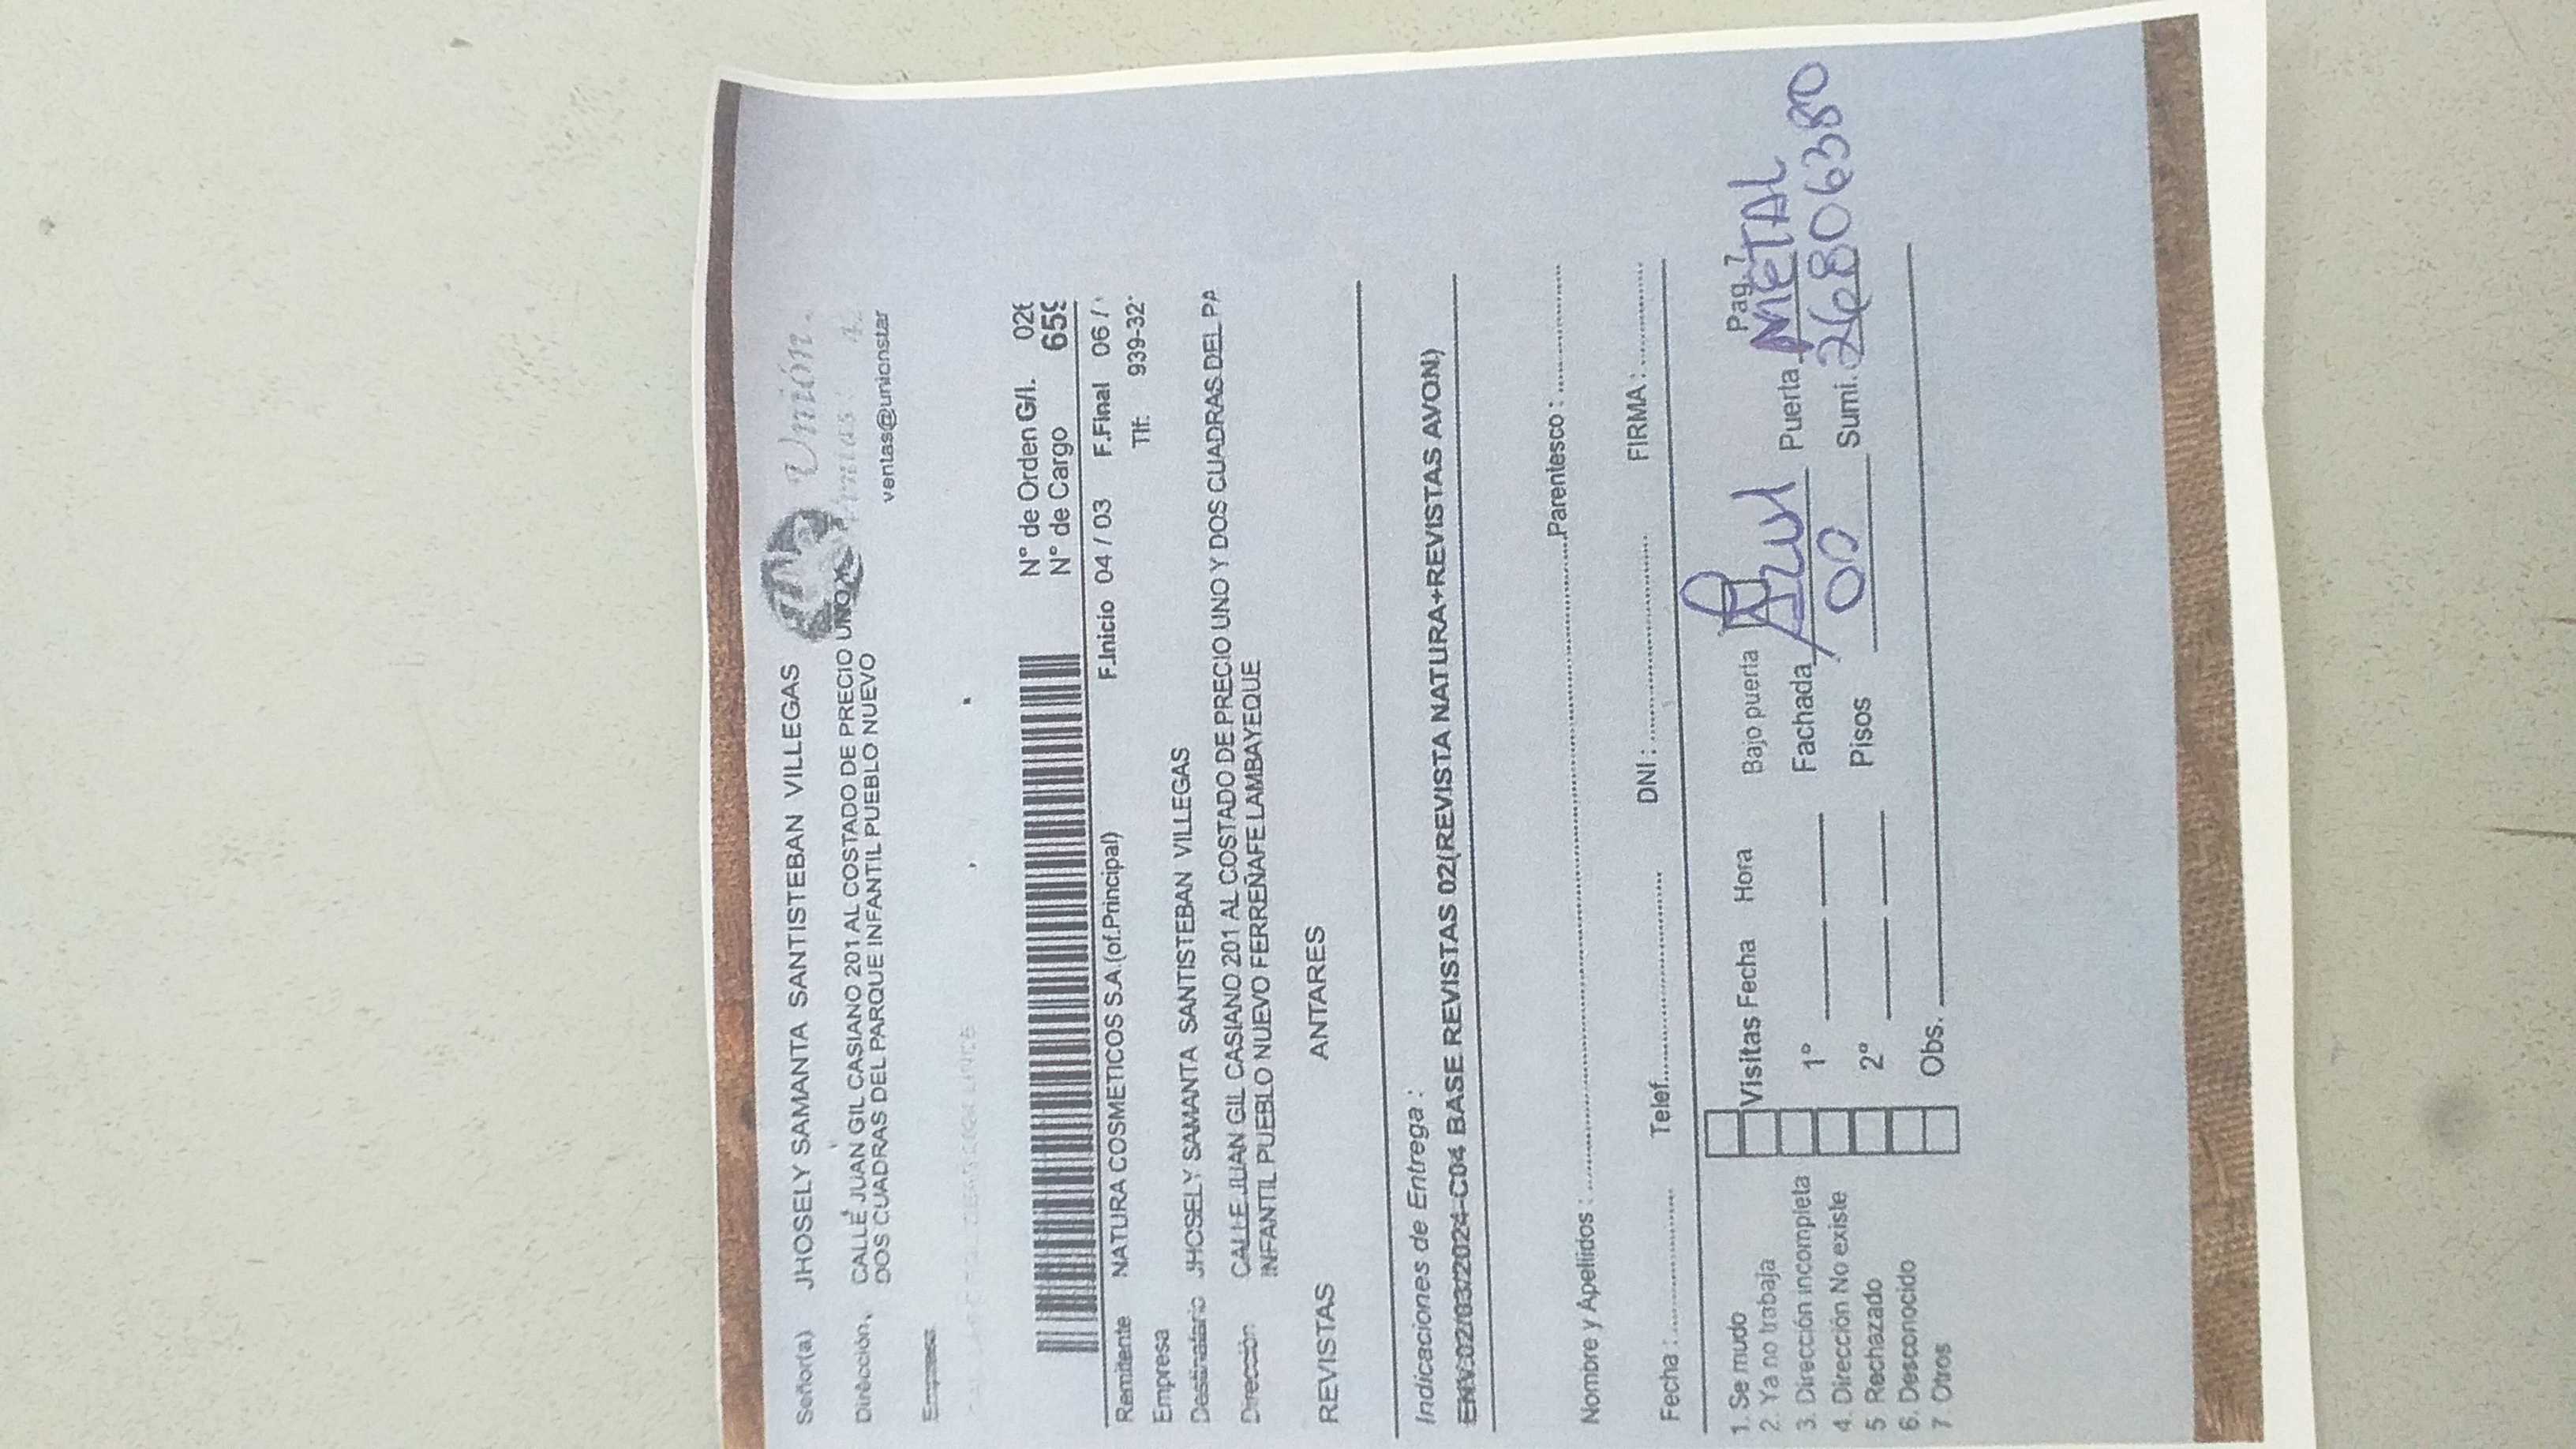 Señor(a) JHOSELY SAMANTA SANTISTEBAN VILLEGAS
Unión.
Dirección, CALLE JUAN GIL CASIANO 201 AL COSTADO DE PRECIO UNO Y
DOS CUADRAS DEL PARQUE INFANTIL PUEBLO NUEVO
ventas@unionstar
Empresa
N° de Orden G/I. 026
N° de Cargo 659
F.Inicio 04 / 03 F.Final 06 /
Remitente NATURA COSMETICOS S.A.(of.Principal)
Tlf: 939-32
Empresa
Destinatario JHOSELY SAMANTA SANTISTEBAN VILLEGAS
Dirección CALLE JUAN GIL CASIANO 201 AL COSTADO DE PRECIO UNO Y DOS CUADRAS DEL PA
INFANTIL PUEBLO NUEVO FERREÑAFE LAMBAYEQUE
REVISTAS ANTARES
Indicaciones de Entrega :
ENV:02/03/2024-C04 BASE REVISTAS 02(REVISTA NATURA+REVISTAS AVON)
Nombre y Apellidos : Parentesco :
Fecha : Telef. DNI : FIRMA :
1. Se mudo
2. Ya no trabaja
3. Dirección incompleta
4. Dirección No existe
5 Rechazado
6. Desconocido
7 Otros
Visitas Fecha Hora Bajo puerta Pag.
1° Fachada Azul Puerta METAL
2° Pisos 00 Sumi. 26806380
Obs.